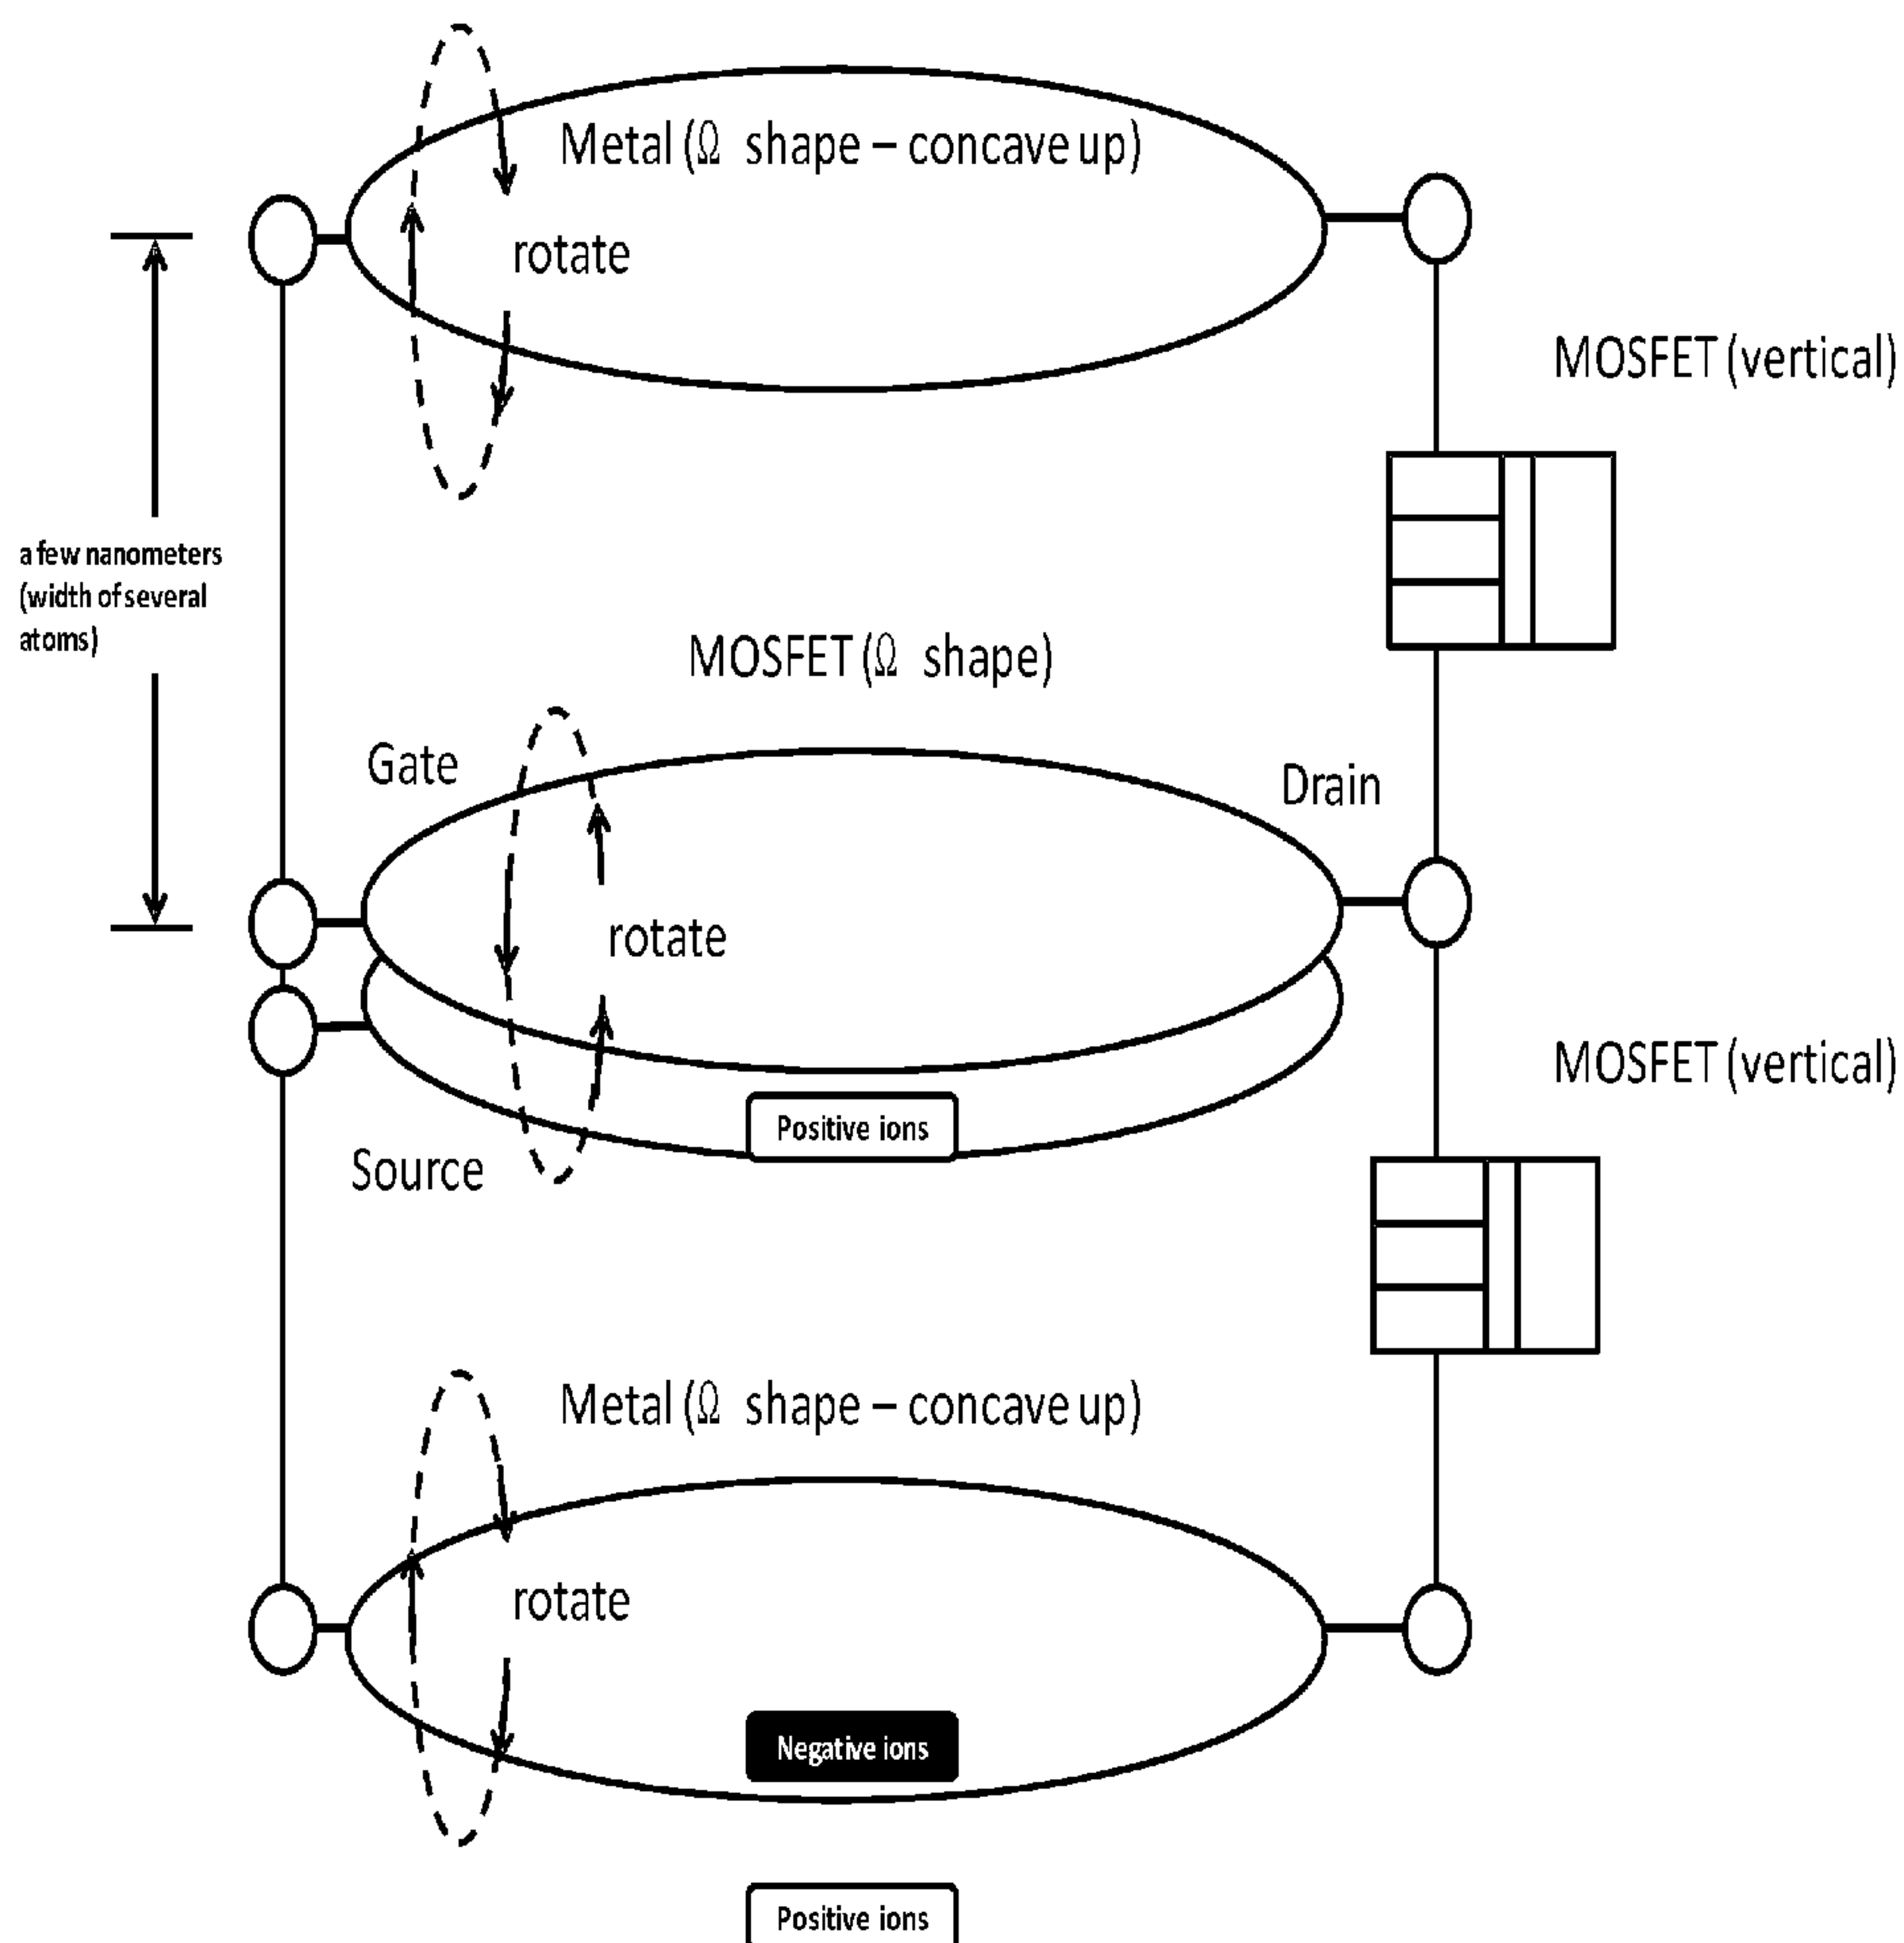 Metal (Ω shape – concave up)
rotate
MOSFET (vertical)
a few nanometers
(width of several
atoms)
MOSFET (Ω shape)
Gate
Drain
rotate
MOSFET (vertical)
Positive ions
Source
Metal (Ω shape – concave up)
rotate
Negative ions
Positive ions